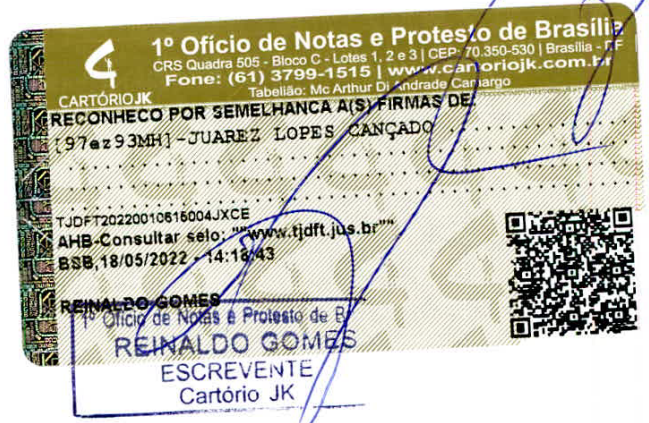 1º Ofício de Notas e Protesto de Brasília
CRS Quadra 505 - Bloco C - Lotes 1, 2 e 3 | CEP: 70.350-530 | Brasília - DF
Fone: (61) 3799-1515 | www.cartoriojk.com.br
Tabelião: Mc Arthur Di Andrade Camargo
CARTÓRIOJK
RECONHECO POR SEMELHANCA A(S) FIRMAS DE:
[97ez93MH]-JUAREZ LOPES CANÇADO
TJDFT20220010615004JXCE
AHB-Consultar selo: ""www.tjdft.jus.br""
BSB,18/05/2022 - 14:18:43
REINALDO GOMES
1º Ofício de Notas e Protesto de B
REINALDO GOMES
ESCREVENTE
Cartório JK